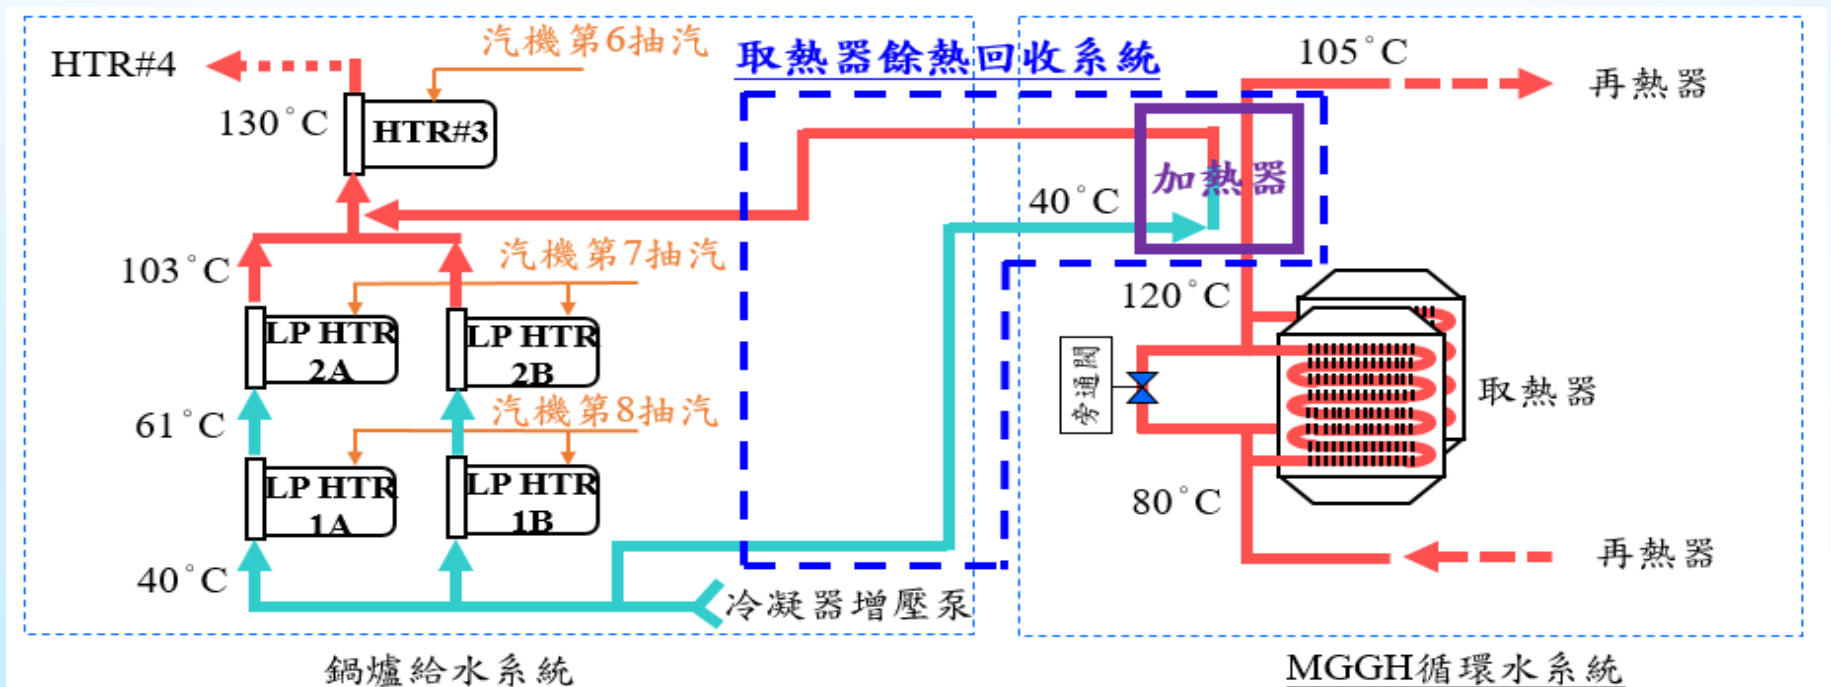 汽機第6抽汽
HTR#4
130°C
HTR#3
取熱器餘熱回收系統
105°C
再熱器
加熱器
40°C
汽機第7抽汽
103°C
LP HTR
2A
LP HTR
2B
120°C
旁通閥
取熱器
汽機第8抽汽
61°C
LP HTR
1A
LP HTR
1B
80°C
再熱器
40°C
冷凝器增壓泵
鍋爐給水系統
MGGH循環水系統